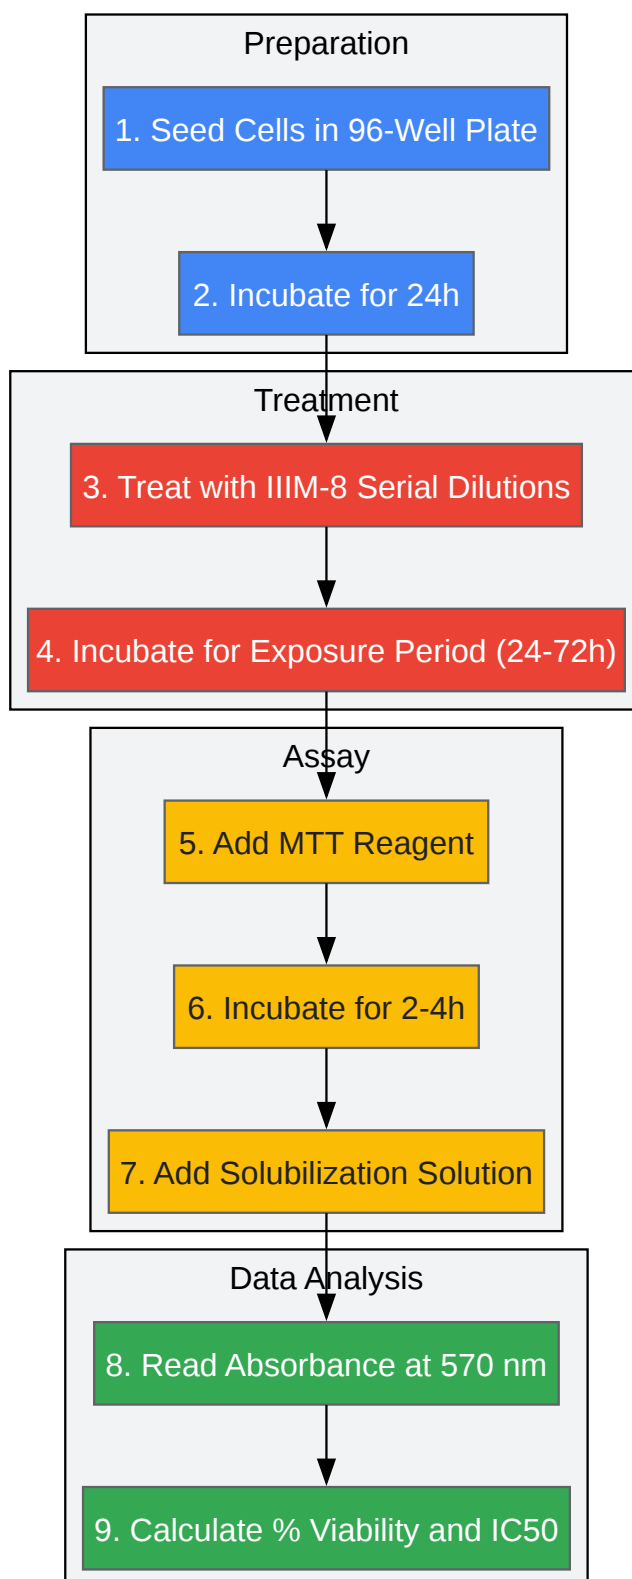 Preparation
1. Seed Cells in 96-Well Plate
2. Incubate for 24h
Treatment
3. Treat with IIIM-8 Serial Dilutions
4. Incubate for Exposure Period (24-72h)
Assay
5. Add MTT Reagent
6. Incubate for 2-4h
7. Add Solubilization Solution
Data Analysis
8. Read Absorbance at 570 nm
9. Calculate % Viability and IC50